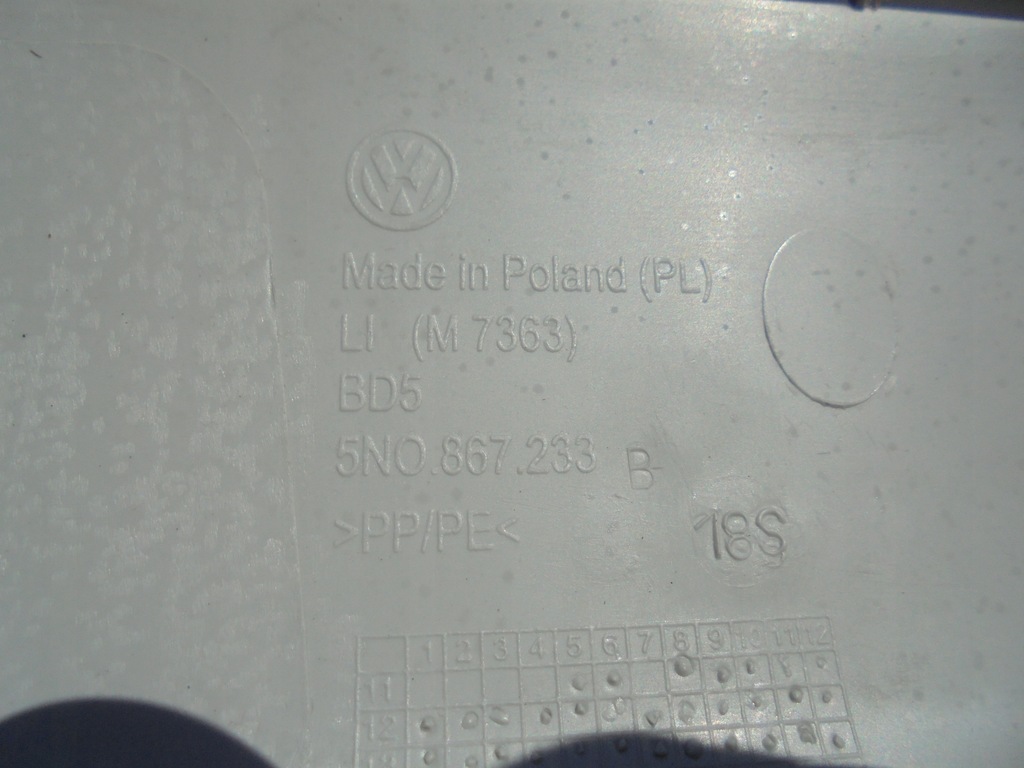 VW
Made in Poland (PL)
LI (M 7363)
BD5
5N0.867.233 B
>PP/PE<
18S
1 2 3 4 5 6 7 8 9 10 11 12
11
12